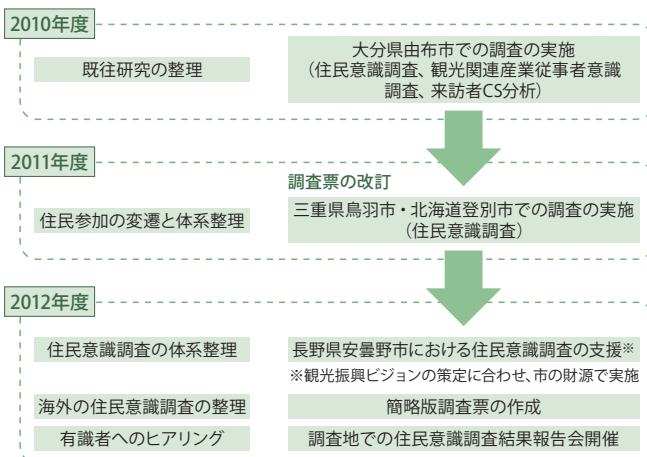 2010年度
既往研究の整理
大分県由布市での調査の実施
（住民意識調査、観光関連産業従事者意識
調査、来訪者CS分析）
2011年度
調査票の改訂
住民参加の変遷と体系整理
三重県鳥羽市・北海道登別市での調査の実施
（住民意識調査）
2012年度
住民意識調査の体系整理
長野県安曇野市における住民意識調査の支援※
※観光振興ビジョンの策定に合わせ、市の財源で実施
海外の住民意識調査の整理
簡略版調査票の作成
有識者へのヒアリング
調査地での住民意識調査結果報告会開催